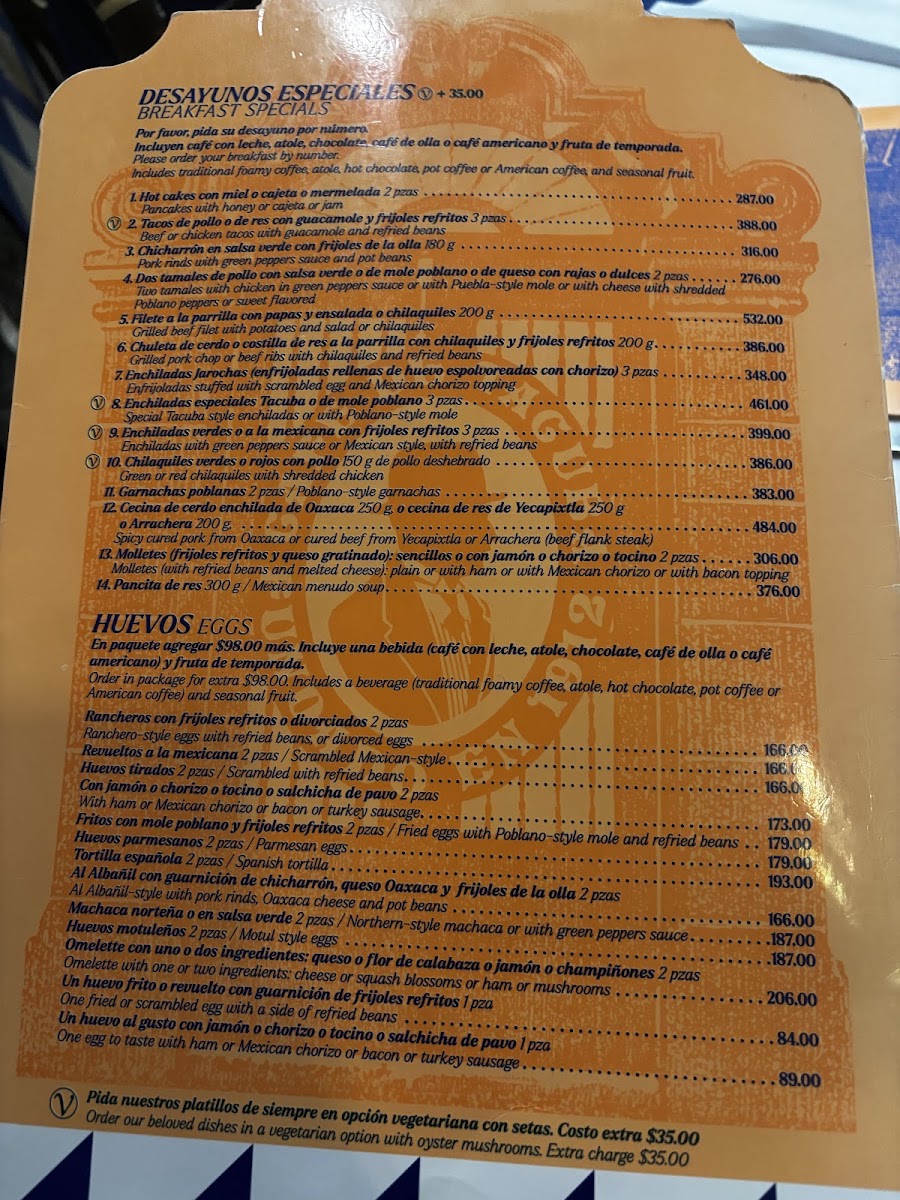 DESAYUNOS ESPECIALES Ⓥ + 35.00
BREAKFAST SPECIALS
Por favor, pida su desayuno por número.
Incluyen café con leche, atole, chocolate, café de olla o café americano y fruta de temporada.
Please order your breakfast by number.
Includes traditional foamy coffee, atole, hot chocolate, pot coffee or American coffee, and seasonal fruit.
1. Hot cakes con miel o cajeta o mermelada 2 pzas ........ 287.00
Pancakes with honey or cajeta or jam
Ⓥ 2. Tacos de pollo o de res con guacamole y frijoles refritos 3 pzas ........ 388.00
Beef or chicken tacos with guacamole and refried beans
3. Chicharrón en salsa verde con frijoles de la olla 180 g ........ 316.00
Pork rinds with green peppers sauce and pot beans
4. Dos tamales de pollo con salsa verde o de mole poblano o de queso con rajas o dulces 2 pzas ........ 276.00
Two tamales with chicken in green peppers sauce or with Puebla-style mole or with cheese with shredded
Poblano peppers or sweet flavored
5. Filete a la parrilla con papas y ensalada o chilaquiles 200 g ........ 532.00
Grilled beef filet with potatoes and salad or chilaquiles
6. Chuleta de cerdo o costilla de res a la parrilla con chilaquiles y frijoles refritos 200 g ........ 386.00
Grilled pork chop or beef ribs with chilaquiles and refried beans
7. Enchiladas Jarochas (enfrijoladas rellenas de huevo espolvoreadas con chorizo) 3 pzas ........ 348.00
Enfrijoladas stuffed with scrambled egg and Mexican chorizo topping
Ⓥ 8. Enchiladas especiales Tacuba o de mole poblano 3 pzas ........ 461.00
Special Tacuba style enchiladas or with Poblano-style mole
Ⓥ 9. Enchiladas verdes o a la mexicana con frijoles refritos 3 pzas ........ 399.00
Enchiladas with green peppers sauce or Mexican style, with refried beans
Ⓥ 10. Chilaquiles verdes o rojos con pollo 150 g de pollo deshebrado ........ 386.00
Green or red chilaquiles with shredded chicken
11. Garnachas poblanas 2 pzas / Poblano-style garnachas ........ 383.00
12. Cecina de cerdo enchilada de Oaxaca 250 g, o cecina de res de Yecapixtla 250 g
o Arrachera 200 g. ........ 484.00
Spicy cured pork from Oaxaca or cured beef from Yecapixtla or Arrachera (beef flank steak)
13. Molletes (frijoles refritos y queso gratinado): sencillos o con jamón o chorizo o tocino 2 pzas ........ 306.00
Molletes (with refried beans and melted cheese): plain or with ham or with Mexican chorizo or with bacon topping
14. Pancita de res 300 g / Mexican menudo soup ........ 376.00
HUEVOS EGGS
En paquete agregar $98.00 más. Incluye una bebida (café con leche, atole, chocolate, café de olla o café
americano) y fruta de temporada.
Order in package for extra $98.00. Includes a beverage (traditional foamy coffee, atole, hot chocolate, pot coffee or
American coffee) and seasonal fruit.
Rancheros con frijoles refritos o divorciados 2 pzas
Ranchero-style eggs with refried beans, or divorced eggs ........ 166.00
Revueltos a la mexicana 2 pzas / Scrambled Mexican-style ........ 166.0
Huevos tirados 2 pzas / Scrambled with refried beans ........ 166.0
Con jamón o chorizo o tocino o salchicha de pavo 2 pzas
With ham or Mexican chorizo or bacon or turkey sausage ........ 173.00
Fritos con mole poblano y frijoles refritos 2 pzas / Fried eggs with Poblano-style mole and refried beans .. 179.00
Huevos parmesanos 2 pzas / Parmesan eggs ........ 179.00
Tortilla española 2 pzas / Spanish tortilla ........ 193.00
Al Albañil con guarnición de chicharrón, queso Oaxaca y frijoles de la olla 2 pzas
Al Albañil-style with pork rinds, Oaxaca cheese and pot beans ........ 166.00
Machaca norteña o en salsa verde 2 pzas / Northern-style machaca or with green peppers sauce ........ 187.00
Huevos motuleños 2 pzas / Motul style eggs ........ 187.00
Omelette con uno o dos ingredientes: queso o flor de calabaza o jamón o champiñones 2 pzas
Omelette with one or two ingredients: cheese or squash blossoms or ham or mushrooms ........ 206.00
Un huevo frito o revuelto con guarnición de frijoles refritos 1 pza
One fried or scrambled egg with a side of refried beans ........ 84.00
Un huevo al gusto con jamón o chorizo o tocino o salchicha de pavo 1 pza
One egg to taste with ham or Mexican chorizo or bacon or turkey sausage ........ 89.00
Ⓥ Pida nuestros platillos de siempre en opción vegetariana con setas. Costo extra $35.00
Order our beloved dishes in a vegetarian option with oyster mushrooms. Extra charge $35.00